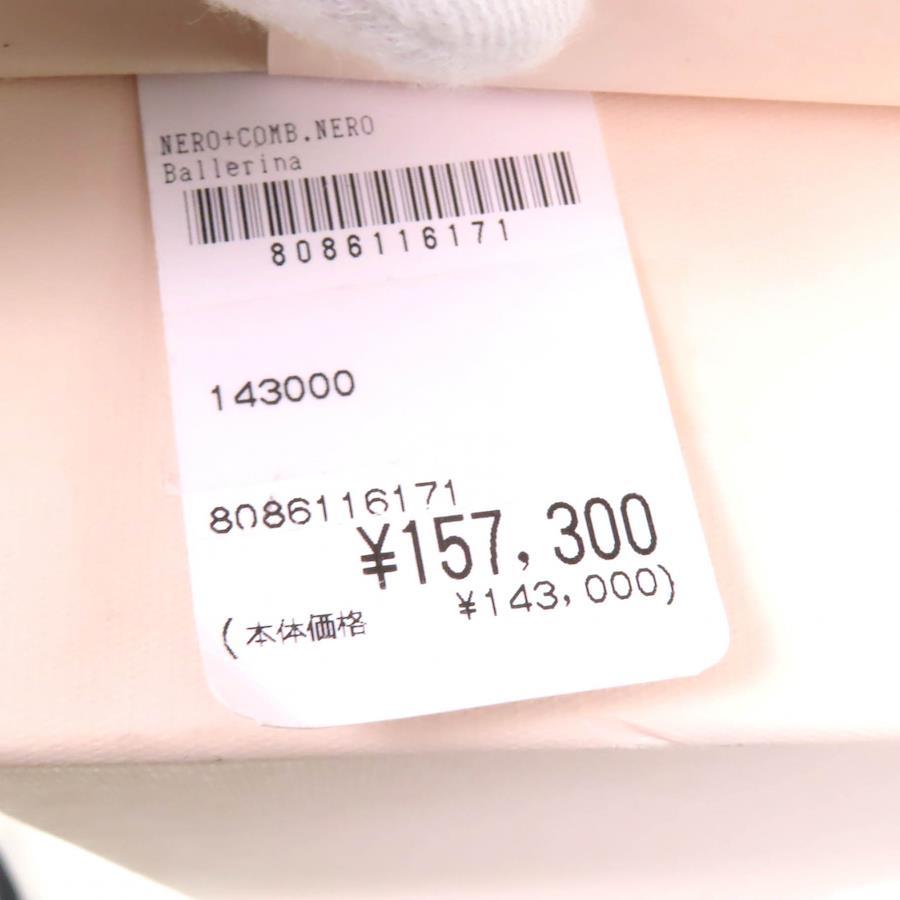 NERO+COMB.NERO
Ballerina
8086116171
143000
8086116171
¥157,300
(本体価格 ¥143,000)